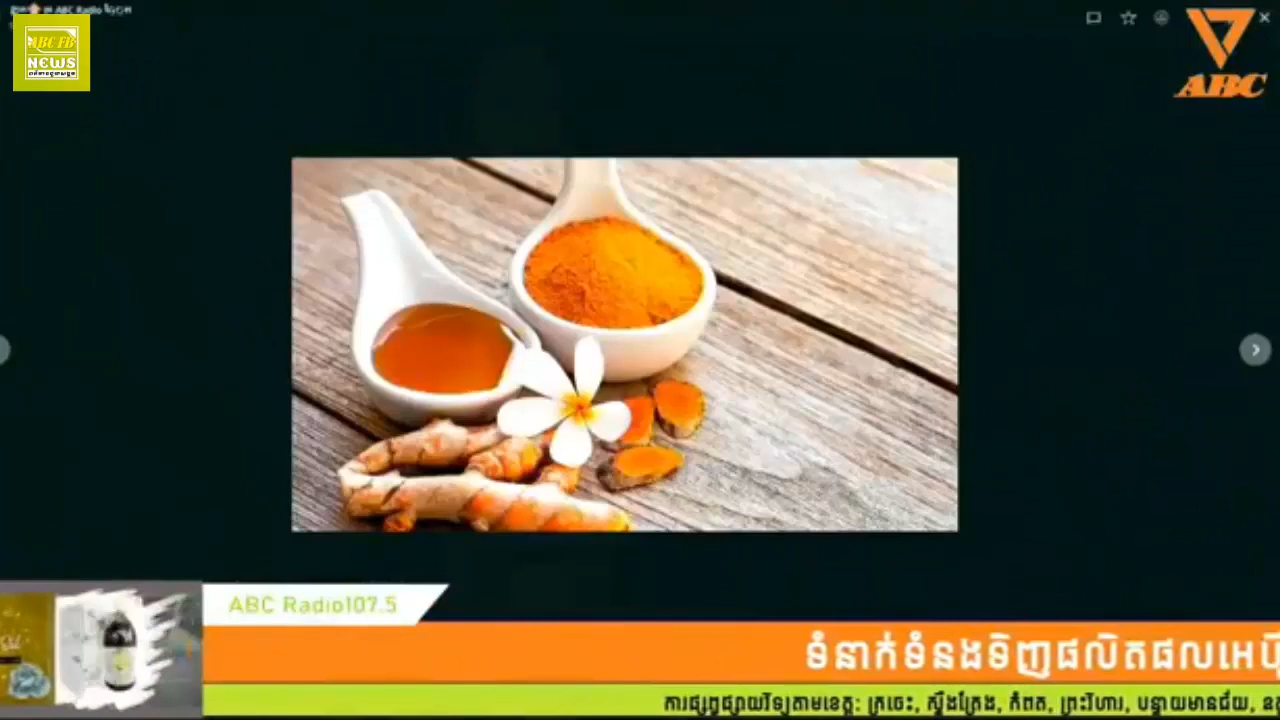 ABC FB
NEWS
ABC
ABC Radio107.5
ទំនាក់ទំនងទិញផលិតផលអេប៊ី
ការផ្សព្វផ្សាយវិទ្យុតាមខេត្ត: ក្រចេះ, ស្ទឹងត្រែង, កំពត, ព្រះវិហារ, បន្ទាយមានជ័យ,